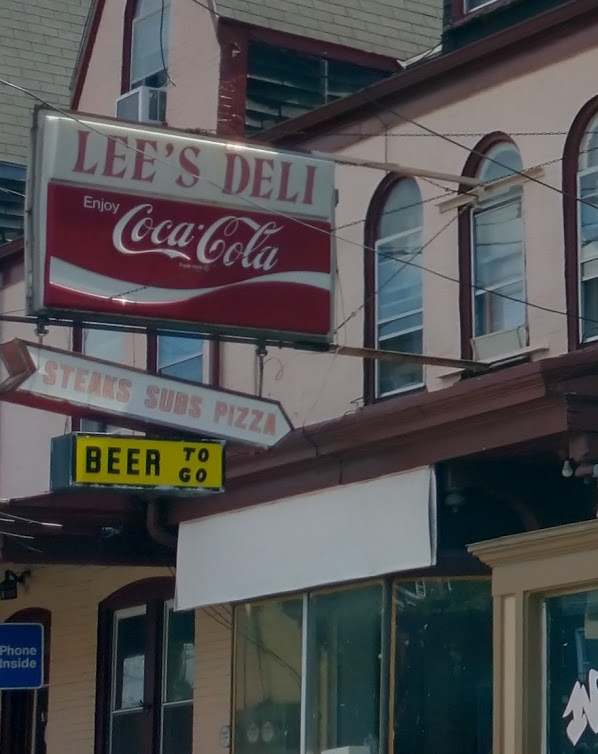 LEE'S DELI
Enjoy
Coca-Cola
STEAKS SUBS PIZZA
BEER TO GO
Phone
Inside